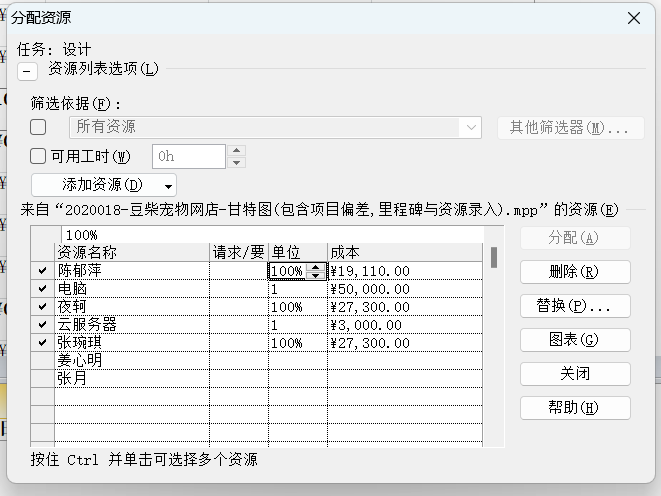 分配资源
任务: 设计
资源列表选项(L)
筛选依据(F):
所有资源
其他筛选器(M)...
可用工时(W) 0h
添加资源(D)
来自“2020018-豆柴宠物网店-甘特图(包含项目偏差,里程碑与资源录入).mpp”的资源(E)
100%
分配(A)
资源名称 请求/要 单位 成本
陈郁萍 100% ¥19,110.00
删除(R)
电脑 1 ¥50,000.00
夜轲 100% ¥27,300.00
替换(P)...
云服务器 1 ¥3,000.00
张琬琪 100% ¥27,300.00
图表(G)
姜心明
张月
关闭
帮助(H)
按住 Ctrl 并单击可选择多个资源